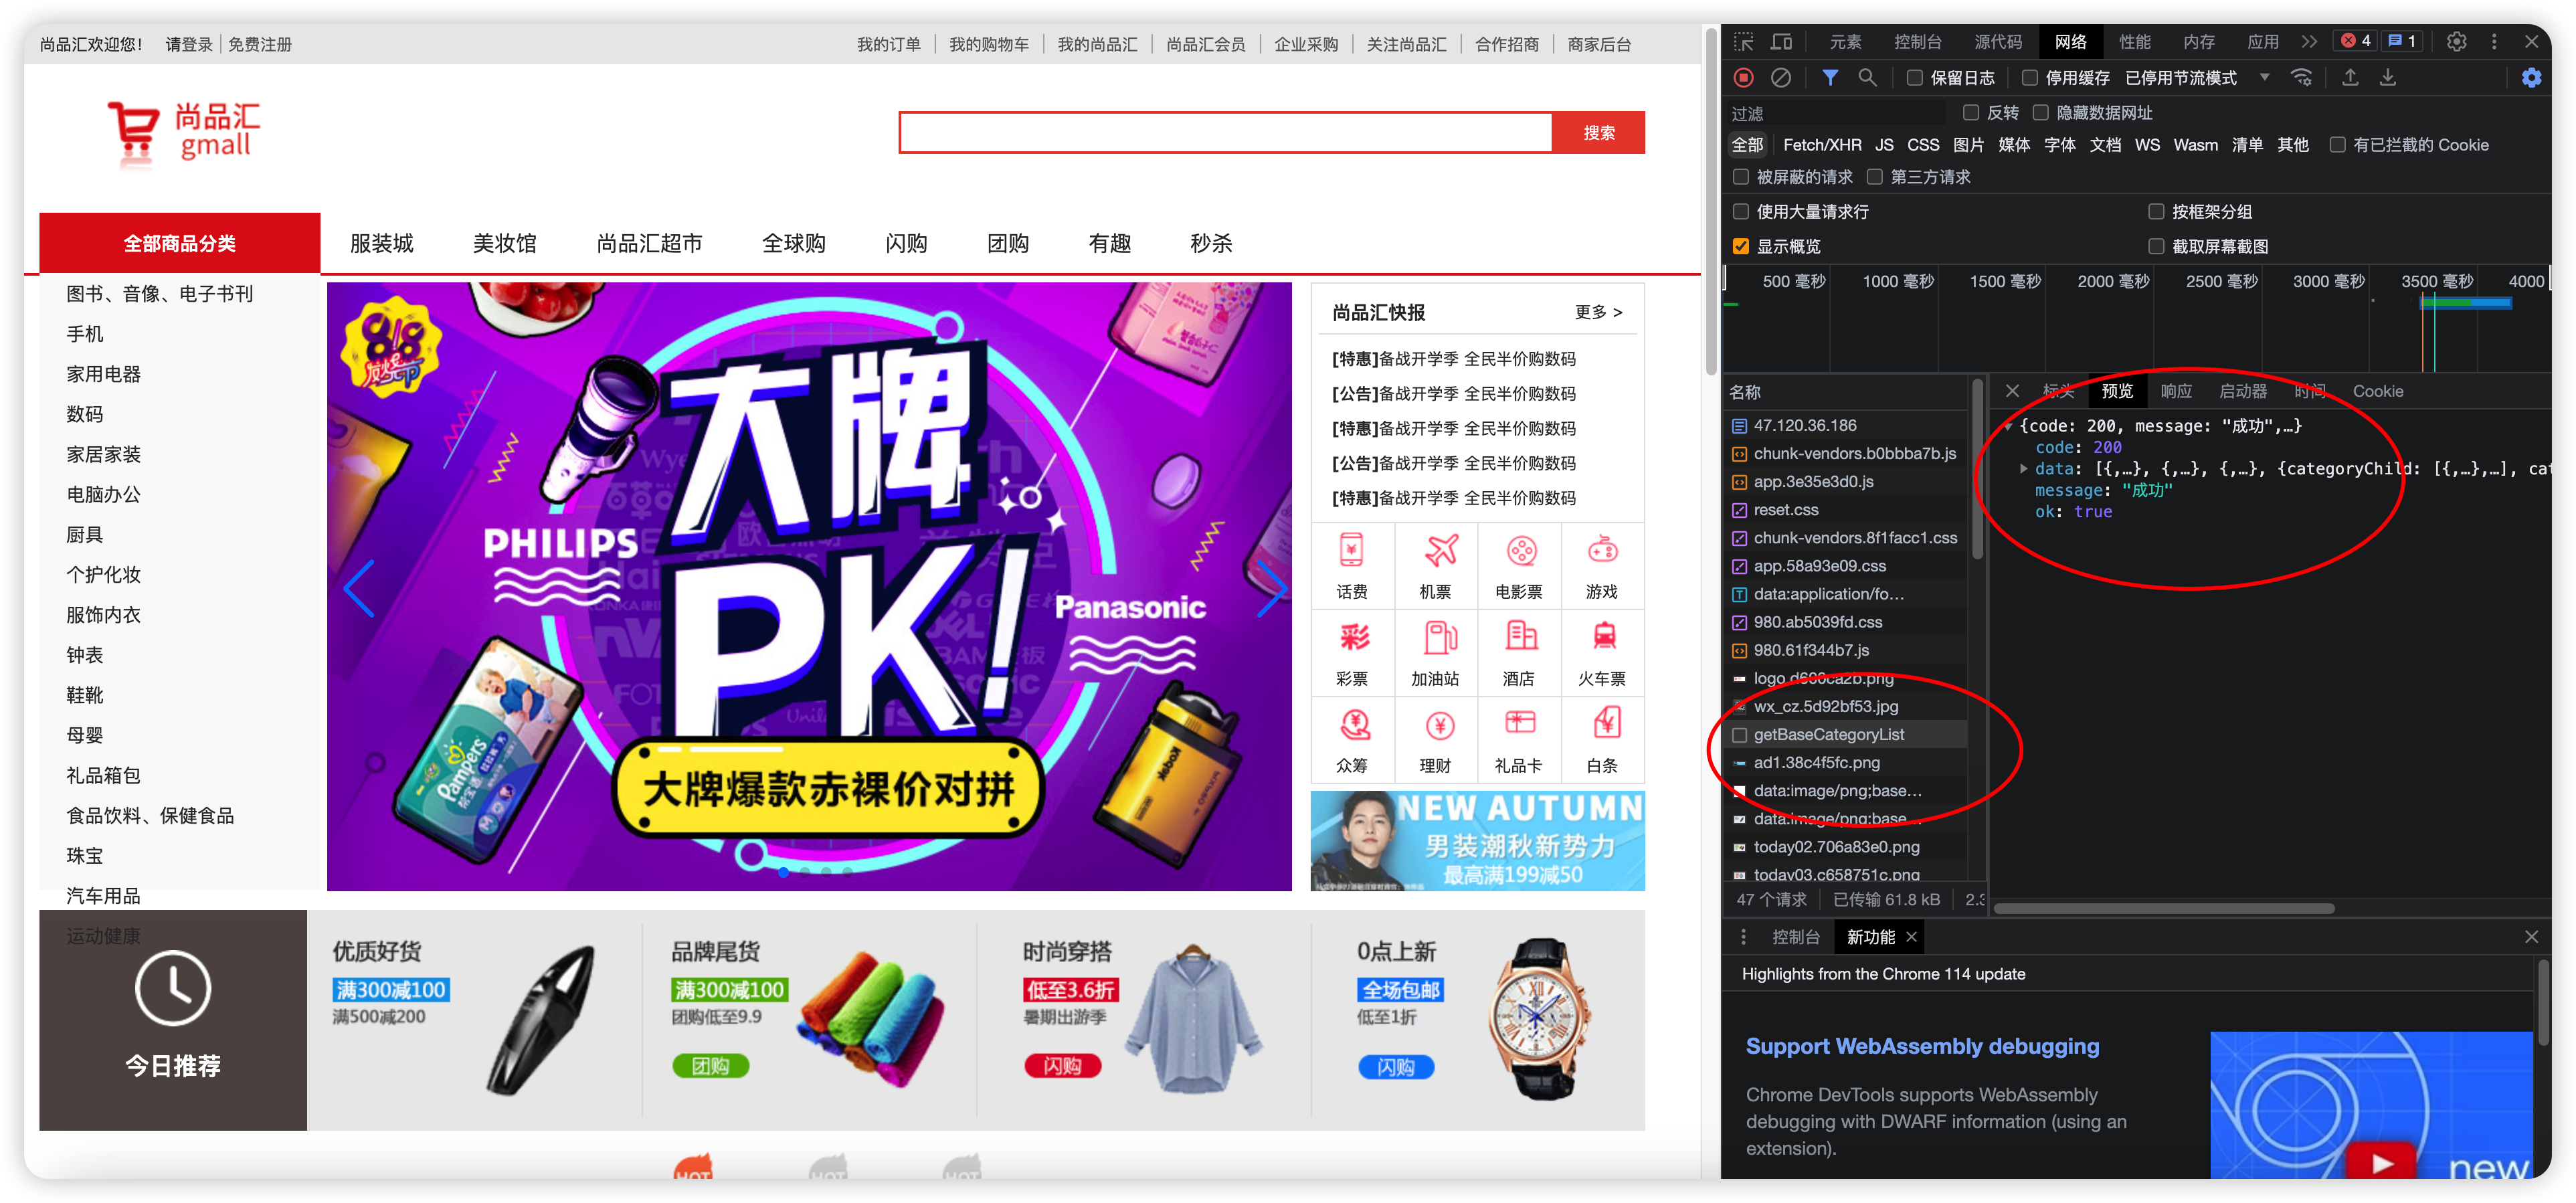 尚品汇欢迎您! 请登录 免费注册 我的订单 我的购物车 我的尚品汇 尚品汇会员 企业采购 关注尚品汇 合作招商 商家后台
尚品汇
gmall
搜索
全部商品分类 服装城 美妆馆 尚品汇超市 全球购 闪购 团购 有趣 秒杀
图书、音像、电子书刊
手机
家用电器
数码
家居家装
电脑办公
厨具
个护化妆
服饰内衣
钟表
鞋靴
母婴
礼品箱包
食品饮料、保健食品
珠宝
汽车用品
运动健康
8.8
发烧节
大牌
PK!
PHILIPS
Panasonic
Pampers
Kodak
大牌爆款赤裸价对拼
尚品汇快报 更多 >
[特惠]备战开学季 全民半价购数码
[公告]备战开学季 全民半价购数码
[特惠]备战开学季 全民半价购数码
[公告]备战开学季 全民半价购数码
[特惠]备战开学季 全民半价购数码
话费 机票 电影票 游戏
彩票 加油站 酒店 火车票
众筹 理财 礼品卡 白条
NEW AUTUMN
男装潮秋新势力
最高满199减50
今日推荐
优质好货
满300减100
满500减200
品牌尾货
满300减100
团购低至9.9
团购
时尚穿搭
低至3.6折
暑期出游季
闪购
0点上新
全场包邮
低至1折
闪购
HOT HOT HOT
元素 控制台 源代码 网络 性能 内存 应用 4 1
保留日志 停用缓存 已停用节流模式
过滤 反转 隐藏数据网址
全部 Fetch/XHR JS CSS 图片 媒体 字体 文档 WS Wasm 清单 其他 有已拦截的 Cookie
被屏蔽的请求 第三方请求
使用大量请求行 按框架分组
显示概览 截取屏幕截图
500 毫秒 1000 毫秒 1500 毫秒 2000 毫秒 2500 毫秒 3000 毫秒 3500 毫秒 4000
名称
47.120.36.186
chunk-vendors.b0bbba7b.js
app.3e35e3d0.js
reset.css
chunk-vendors.8f1facc1.css
app.58a93e09.css
data:application/fo…
980.ab5039fd.css
980.61f344b7.js
logo.d600ca2b.png
wx_cz.5d92bf53.jpg
getBaseCategoryList
ad1.38c4f5fc.png
data:image/png;base…
data:image/png;base…
today02.706a83e0.png
today03.c658751c.png
47 个请求 已传输 61.8 kB 2.3
标头 预览 响应 启动器 时间 Cookie
{code: 200, message: "成功",…}
code: 200
data: [{,…}, {,…}, {,…}, {categoryChild: [{,…},…], cat
message: "成功"
ok: true
控制台 新功能
Highlights from the Chrome 114 update
Support WebAssembly debugging
Chrome DevTools supports WebAssembly
debugging with DWARF information (using an
extension).
new